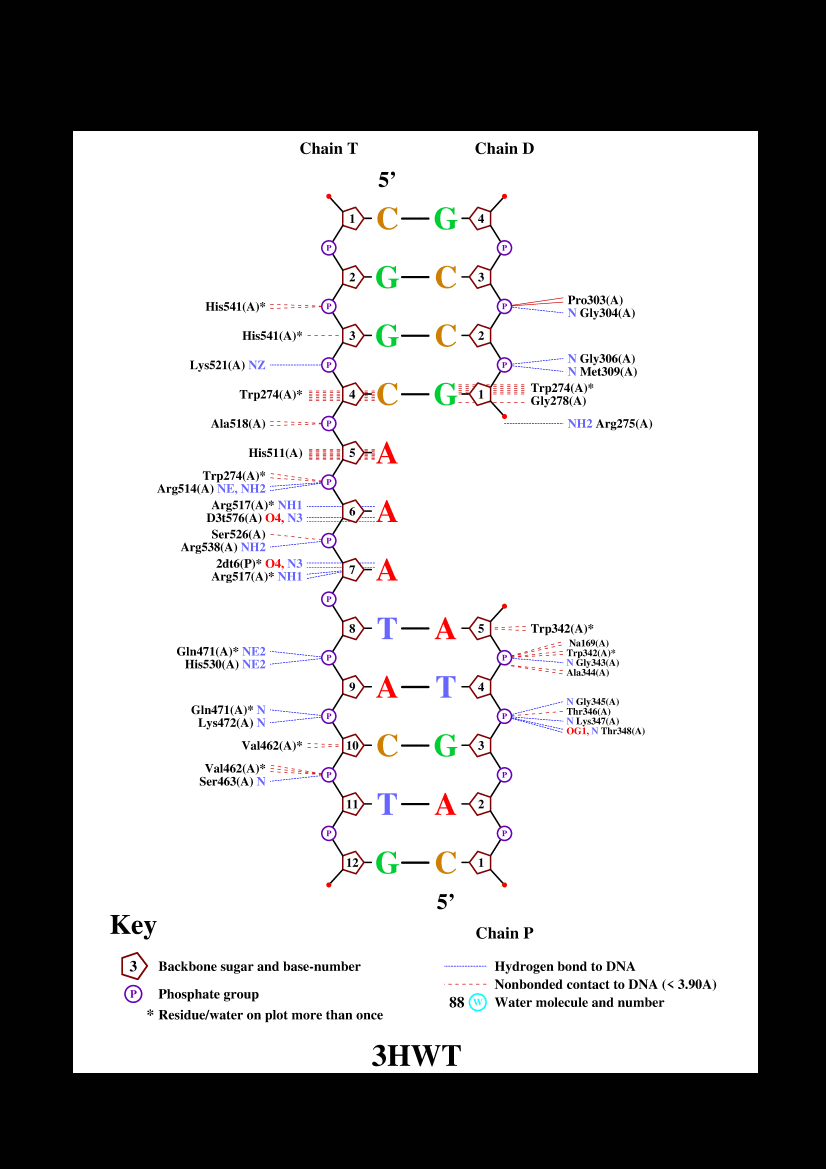 Chain T Chain D
5’
1 C G 4
P P
2 G C 3
Pro303(A)
His541(A)* P P
N Gly304(A)
His541(A)* 3 G C 2
N Gly306(A)
Lys521(A) NZ P P
N Met309(A)
Trp274(A)*
Trp274(A)* 4 C G 1
Gly278(A)
Ala518(A) P NH2 Arg275(A)
His511(A) 5 A
Trp274(A)*
P
Arg514(A) NE, NH2
Arg517(A)* NH1
6 A
D3t576(A) O4, N3
Ser526(A)
P
Arg538(A) NH2
2dt6(P)* O4, N3
7 A
Arg517(A)* NH1
P
8 T A 5 Trp342(A)*
Na169(A)
Gln471(A)* NE2 Trp342(A)*
P P
His530(A) NE2 N Gly343(A)
Ala344(A)
9 A T 4
N Gly345(A)
Gln471(A)* N Thr346(A)
P P
Lys472(A) N N Lys347(A)
OG1, N Thr348(A)
Val462(A)* 10 C G 3
Val462(A)*
P P
Ser463(A) N
11 T A 2
P P
12 G C 1
5’
Key
Chain P
3 Backbone sugar and base-number
Hydrogen bond to DNA
Nonbonded contact to DNA (< 3.90A)
P Phosphate group
88 W Water molecule and number
* Residue/water on plot more than once
3HWT